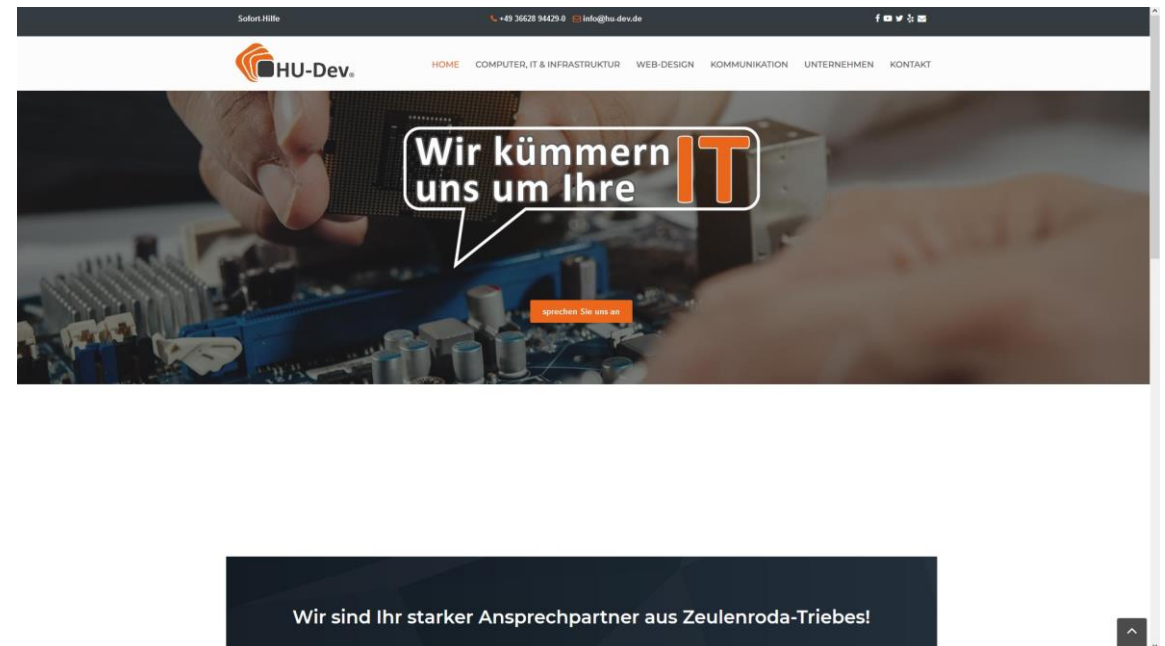 Sofort-Hilfe
+49 36628 94429-0 info@hu-dev.de
HU-Dev®
HOME COMPUTER, IT & INFRASTRUKTUR WEB-DESIGN KOMMUNIKATION UNTERNEHMEN KONTAKT
Wir kümmern
uns um Ihre IT
sprechen Sie uns an
Wir sind Ihr starker Ansprechpartner aus Zeulenroda-Triebes!